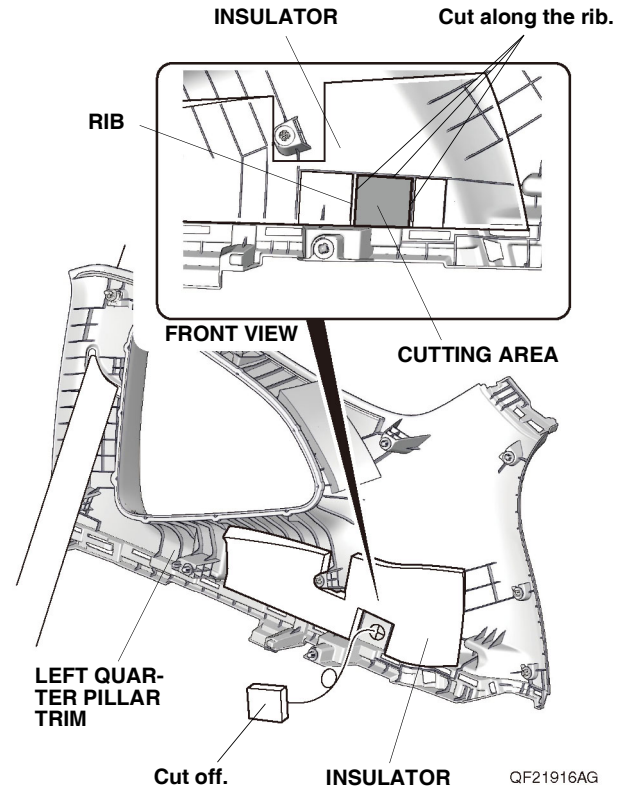 INSULATOR
Cut along the rib.
RIB
FRONT VIEW
CUTTING AREA
LEFT QUAR-
TER PILLAR
TRIM
Cut off.
INSULATOR
QF21916AG